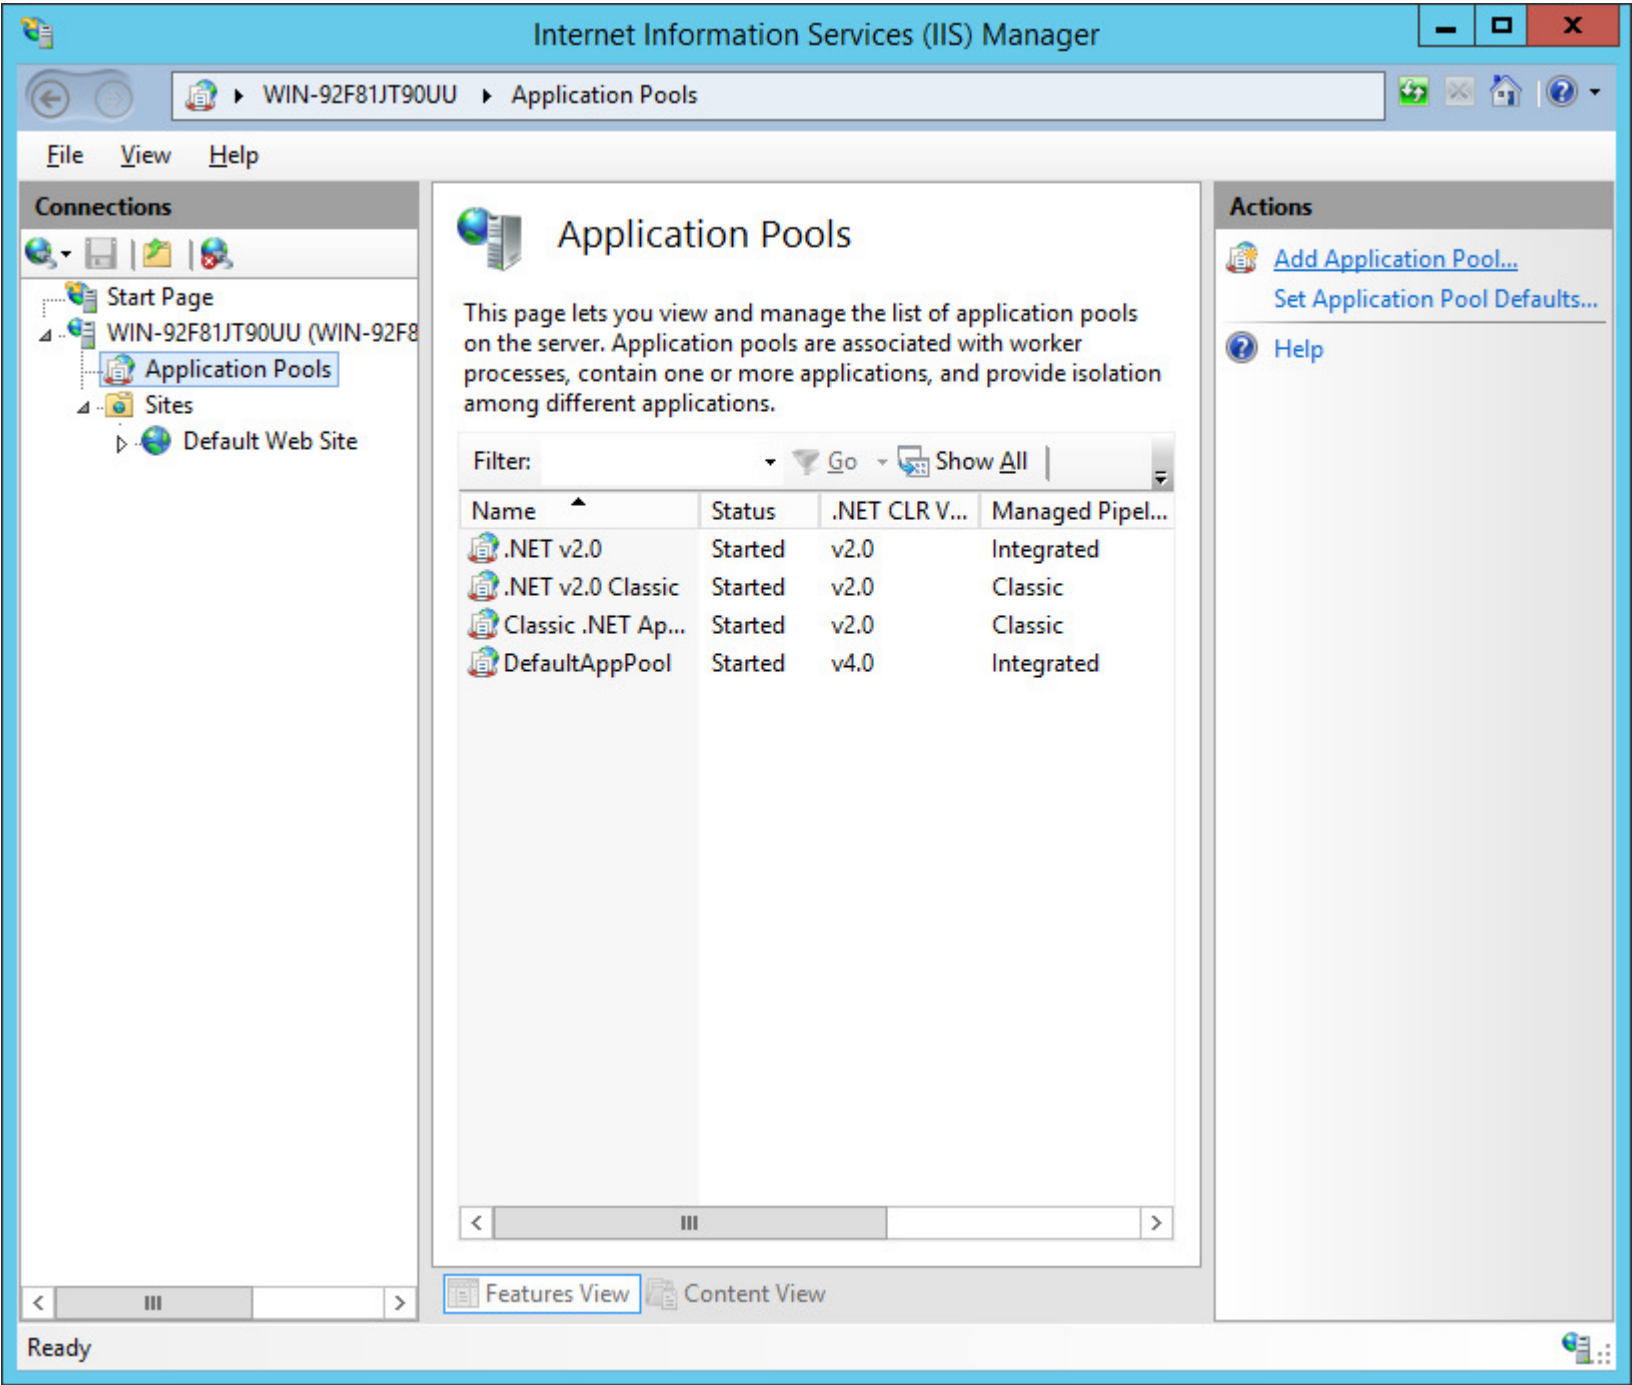 Internet Information Services (IIS) Manager
WIN-92F81JT90UU Application Pools
File View Help
Connections
Start Page
WIN-92F81JT90UU (WIN-92F8
Application Pools
Sites
Default Web Site
Application Pools
This page lets you view and manage the list of application pools
on the server. Application pools are associated with worker
processes, contain one or more applications, and provide isolation
among different applications.
Filter: Go Show All
Name Status .NET CLR V... Managed Pipel...
.NET v2.0 Started v2.0 Integrated
.NET v2.0 Classic Started v2.0 Classic
Classic .NET Ap... Started v2.0 Classic
DefaultAppPool Started v4.0 Integrated
Features View Content View
Actions
Add Application Pool...
Set Application Pool Defaults...
Help
Ready